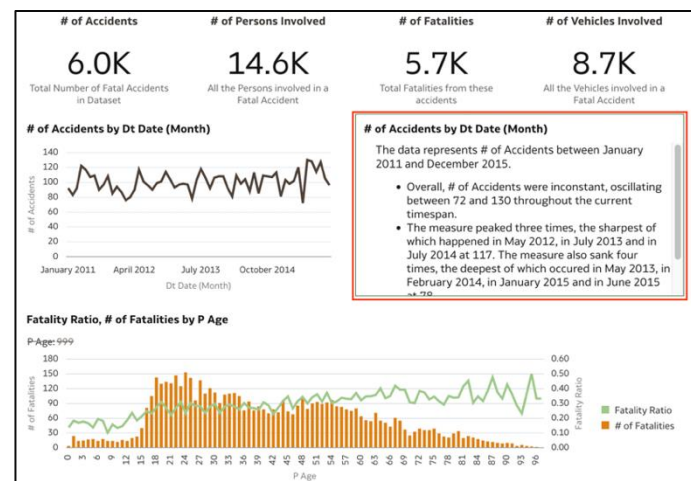 # of Accidents
# of Persons Involved
# of Fatalities
# of Vehicles Involved
6.0K
14.6K
5.7K
8.7K
Total Number of Fatal Accidents
in Dataset
All the Persons involved in a
Fatal Accident
Total Fatalities from these
accidents
All the Vehicles involved in a
Fatal Accident
# of Accidents by Dt Date (Month)
140
120
100
80
60
40
20
0
# of Accidents
January 2011 April 2012 July 2013 October 2014
Dt Date (Month)
# of Accidents by Dt Date (Month)
The data represents # of Accidents between January
2011 and December 2015.
• Overall, # of Accidents were inconstant, oscillating
between 72 and 130 throughout the current
timespan.
• The measure peaked three times, the sharpest of
which happened in May 2012, in July 2013 and in
July 2014 at 117. The measure also sank four
times, the deepest of which occured in May 2013, in
February 2014, in January 2015 and in June 2015
at 78
Fatality Ratio, # of Fatalities by P Age
P Age: 999
180
150
120
90
60
30
0
# of Fatalities
0.60
0.50
0.40
0.30
0.20
0.10
0.00
Fatality Ratio
0 3 6 9 12 15 18 21 24 27 30 33 36 39 42 45 48 51 54 57 60 63 66 69 72 75 78 81 84 87 90 93 96
P Age
Fatality Ratio
# of Fatalities